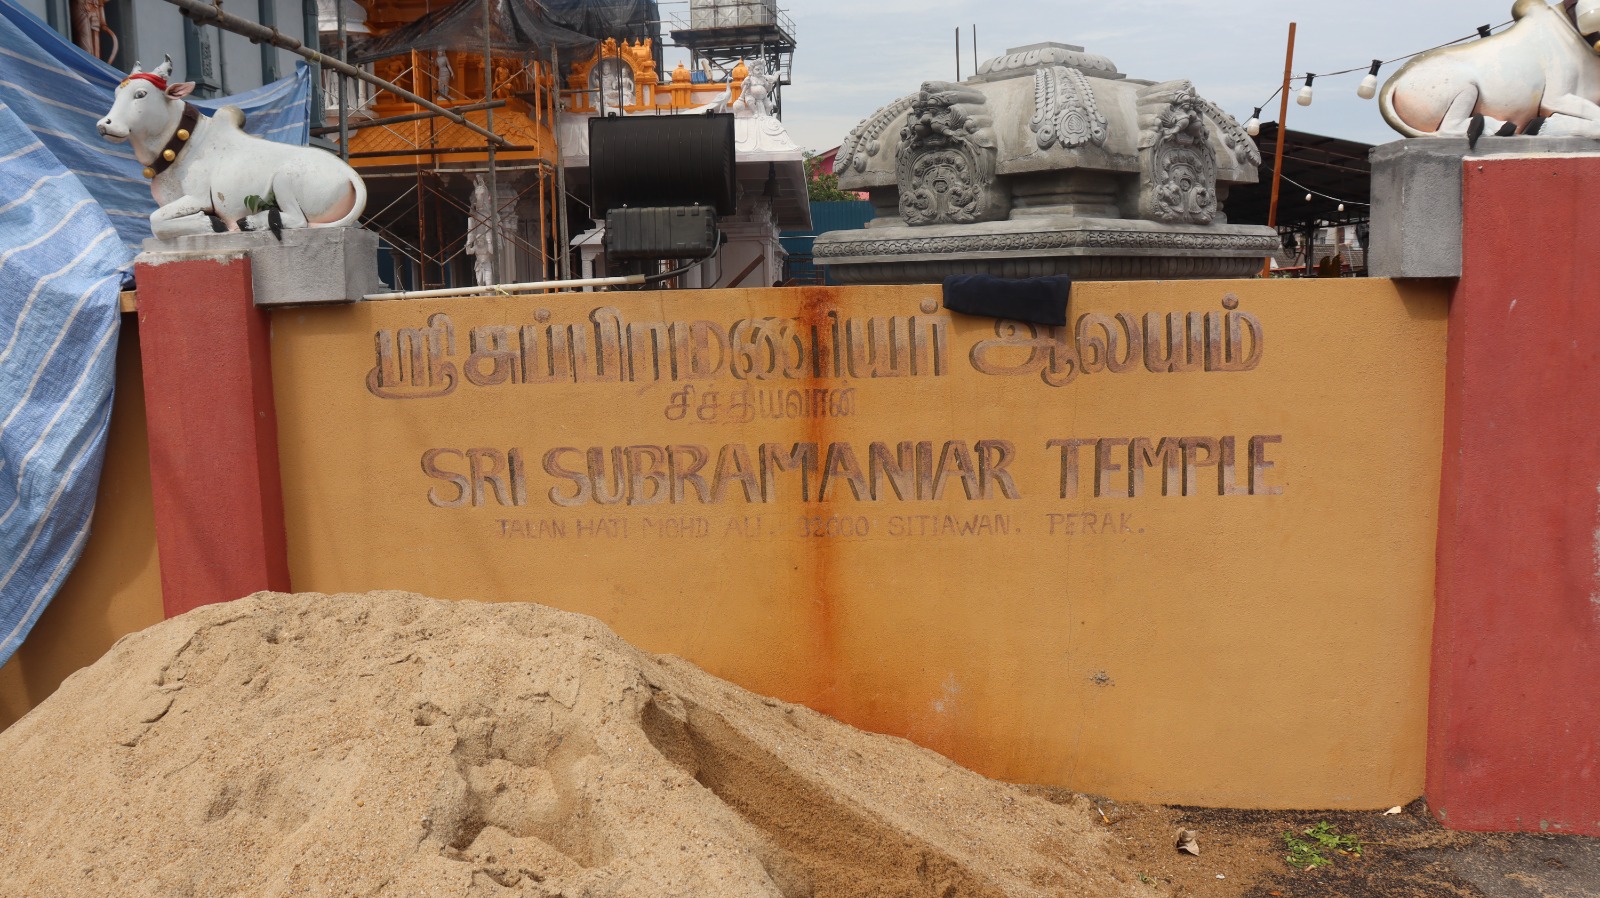 ஸ்ரீ சுப்பிரமணியர் ஆலயம்
சித்தியவான்
SRI SUBRAMANIAR TEMPLE
JALAN HAJI MOHD ALI. 32000 SITIAWAN. PERAK.